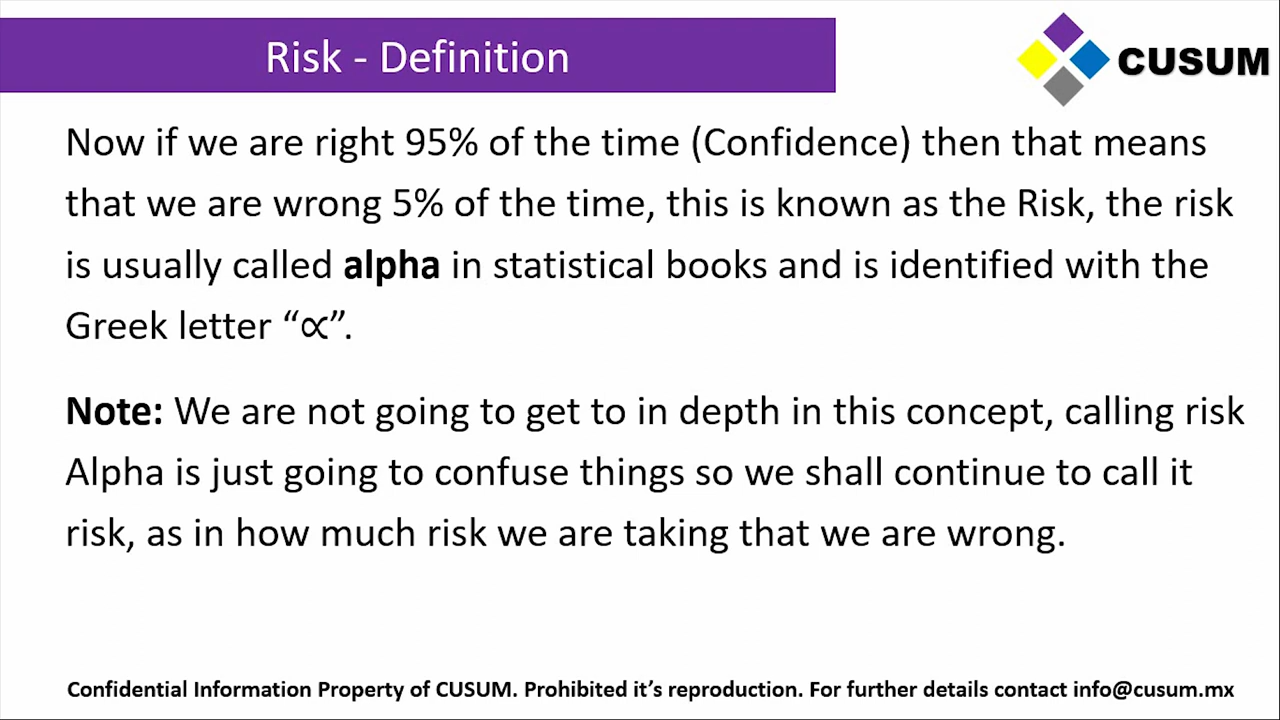 Risk - Definition
CUSUM
Now if we are right 95% of the time (Confidence) then that means
that we are wrong 5% of the time, this is known as the Risk, the risk
is usually called alpha in statistical books and is identified with the
Greek letter “∝”.
Note: We are not going to get to in depth in this concept, calling risk
Alpha is just going to confuse things so we shall continue to call it
risk, as in how much risk we are taking that we are wrong.
Confidential Information Property of CUSUM. Prohibited it’s reproduction. For further details contact info@cusum.mx